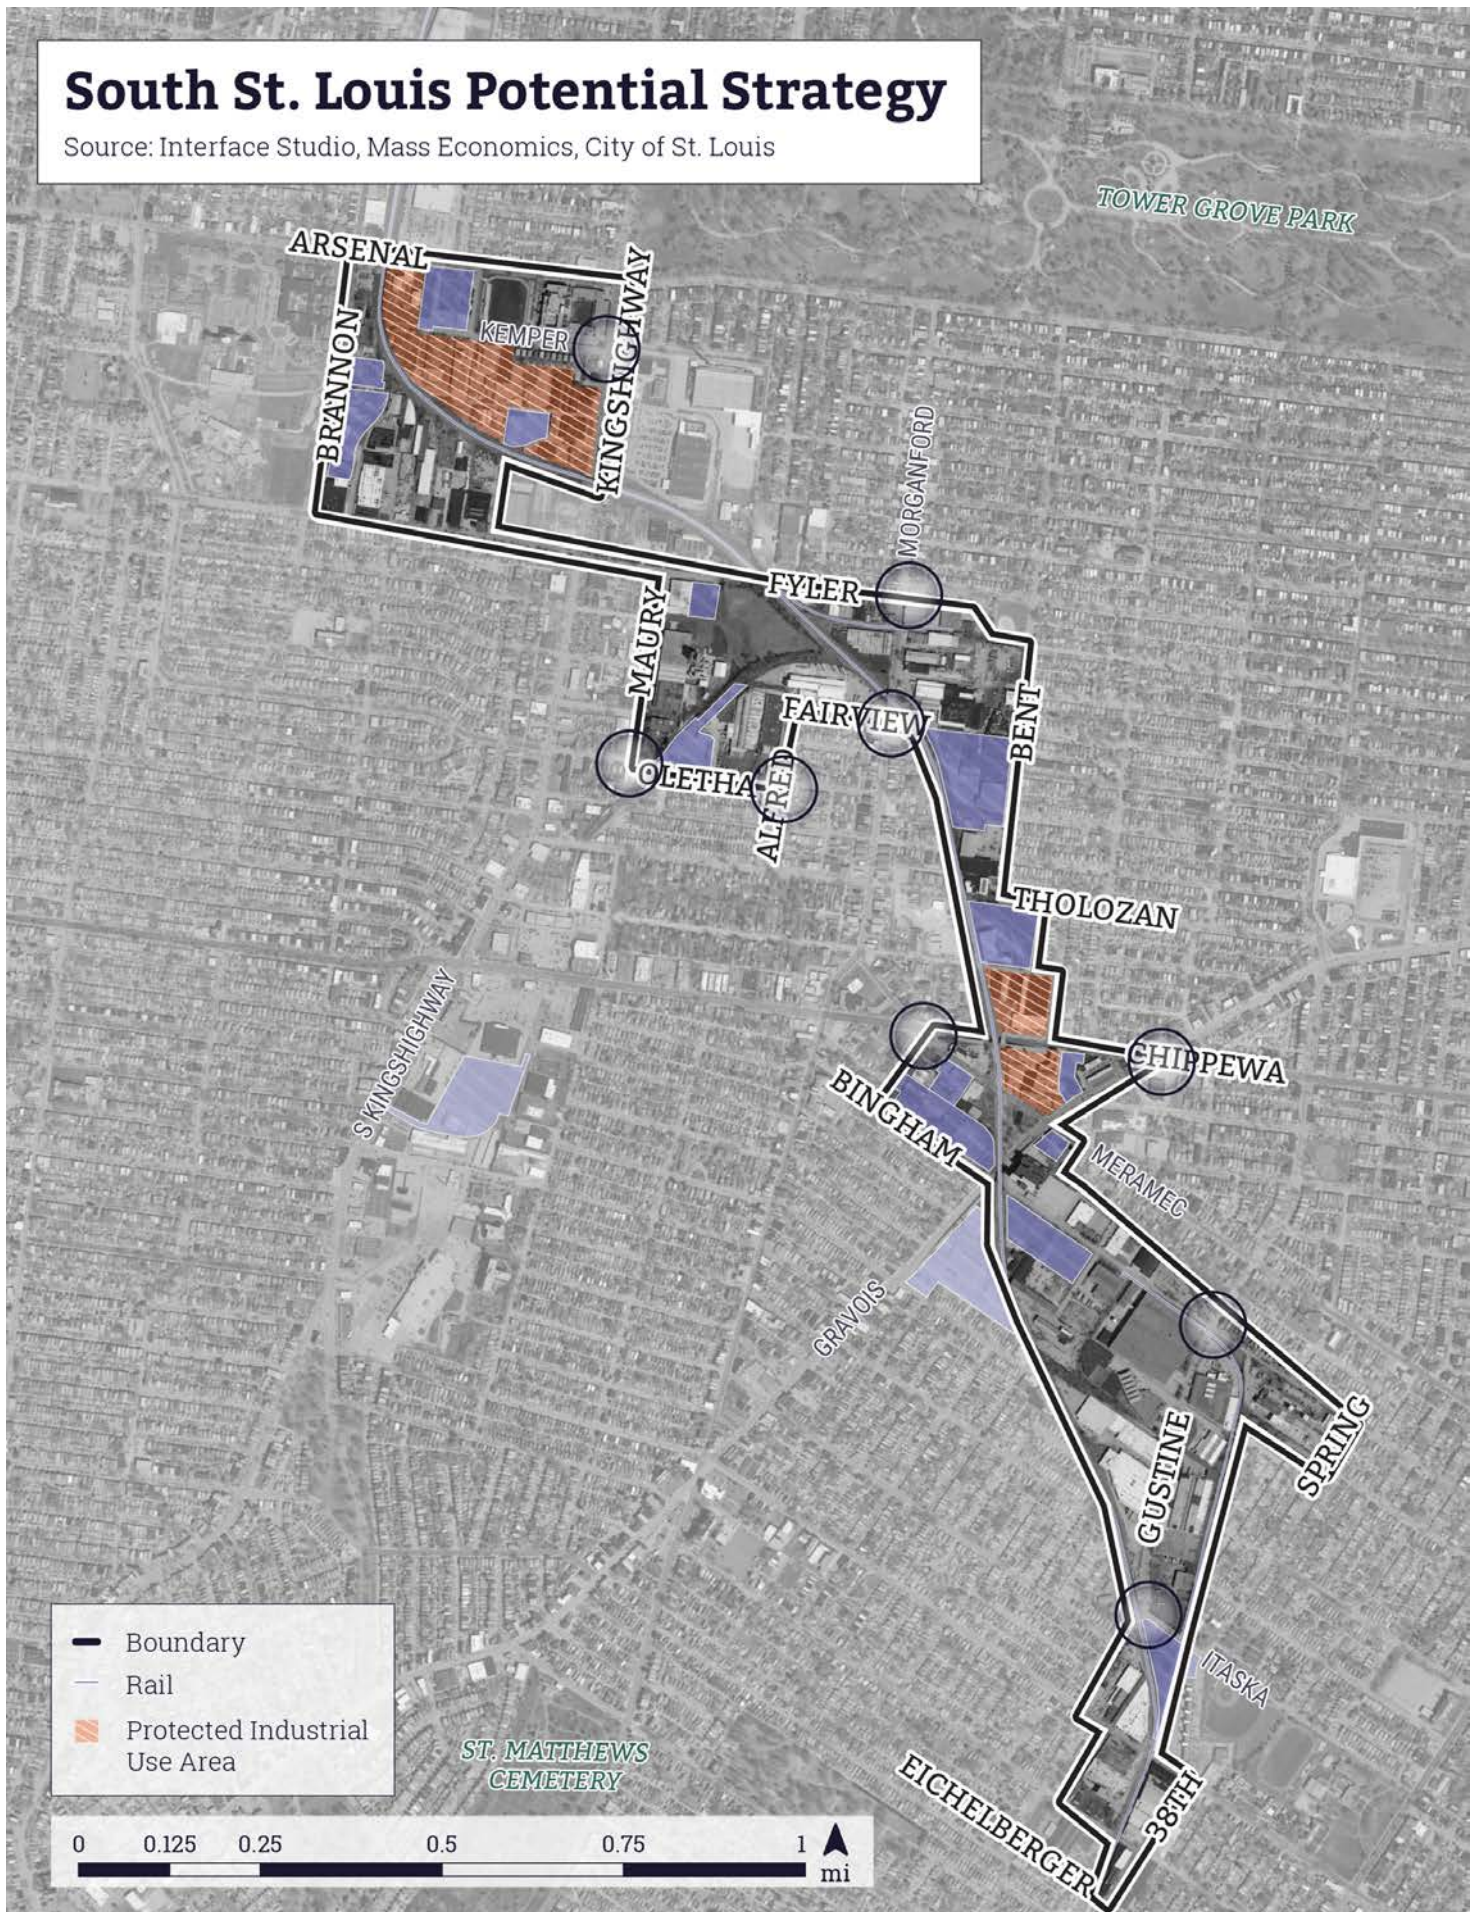 South St. Louis Potential Strategy
Source: Interface Studio, Mass Economics, City of St. Louis
TOWER GROVE PARK
ARSENAL
KINGSHIGHWAY
KEMPER
BRANNON
MORGANFORD
FYLER
MAURY
BENT
FAIRVIEW
OLETHA
ALFRED
THOLOZAN
S KINGSHIGHWAY
CHIPPEWA
BINGHAM
MERAMEC
GRAVOIS
SPRING
GUSTINE
ITASKA
Boundary
Rail
Protected Industrial
Use Area
ST. MATTHEWS
CEMETERY
EICHELBERGER
38TH
0 0.125 0.25 0.5 0.75 1
mi